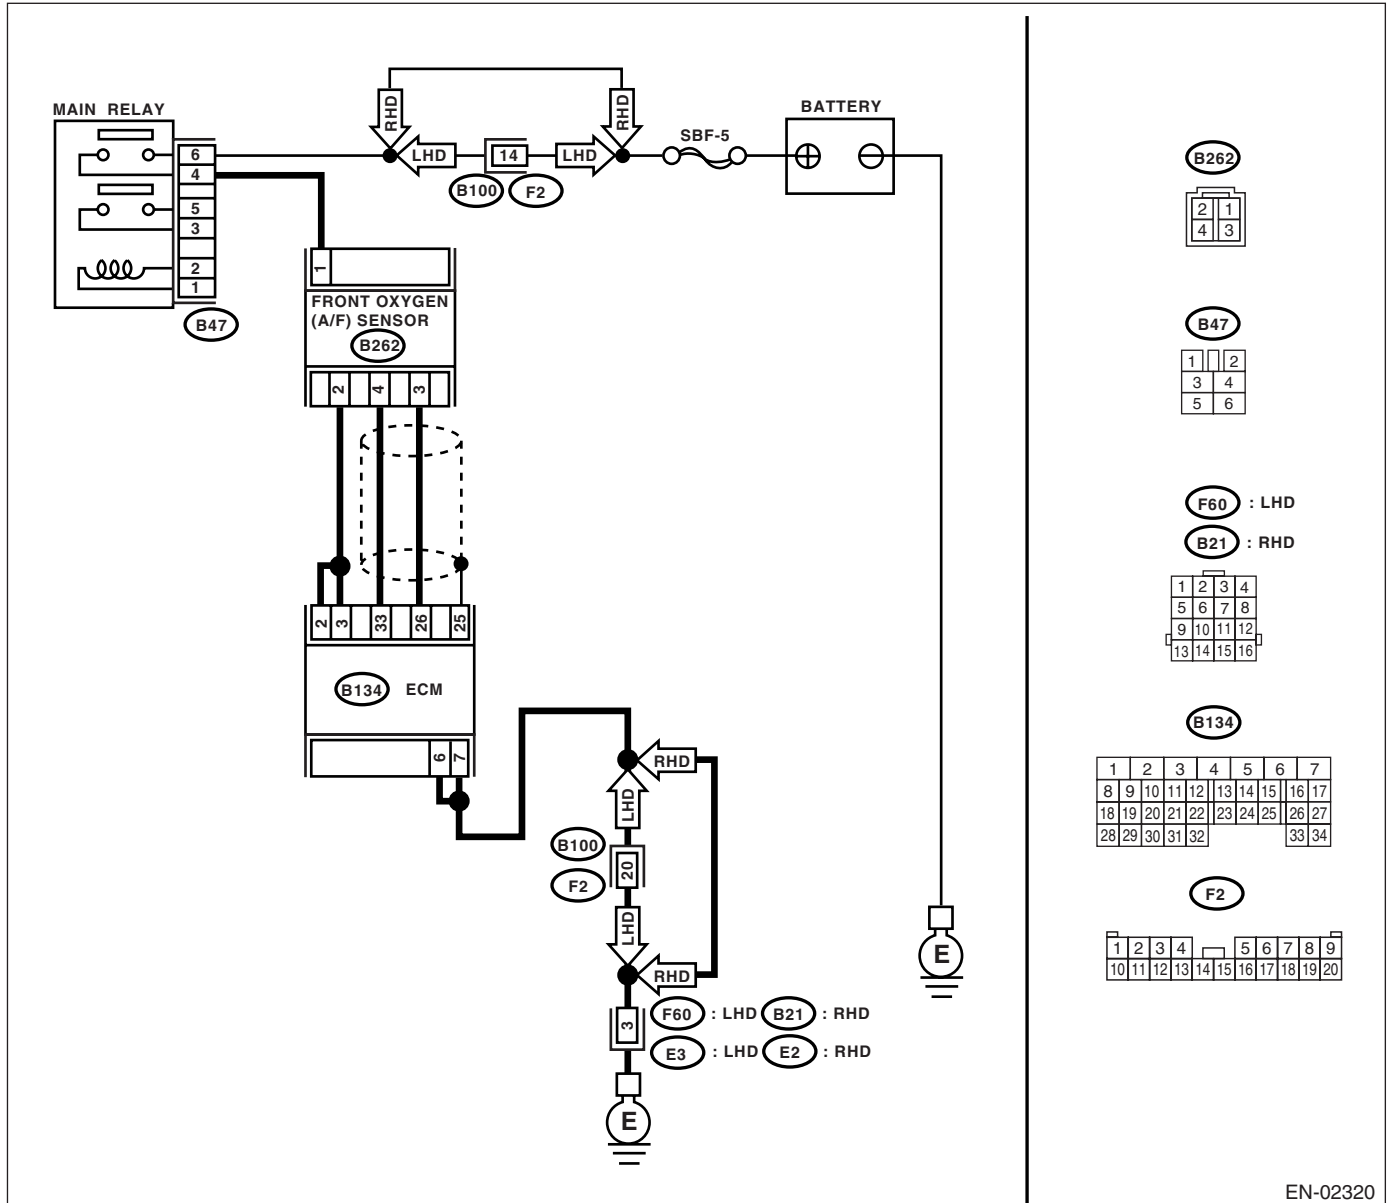 MAIN RELAY
6
4
5
3
2
1
B47
RHD
LHD
14
LHD
RHD
B100 F2
SBF-5
BATTERY
1
FRONT OXYGEN
(A/F) SENSOR
B262
2 4 3
2 3 33 26 25
B134 ECM
6 7
RHD
LHD
B100
20
F2
LHD
RHD
3
F60 : LHD B21 : RHD
E3 : LHD E2 : RHD
E
E
B262
2 1
4 3
B47
1 2
3 4
5 6
F60 : LHD
B21 : RHD
1 2 3 4
5 6 7 8
9 10 11 12
13 14 15 16
B134
1 2 3 4 5 6 7
8 9 10 11 12 13 14 15 16 17
18 19 20 21 22 23 24 25 26 27
28 29 30 31 32 33 34
F2
1 2 3 4 5 6 7 8 9
10 11 12 13 14 15 16 17 18 19 20
EN-02320